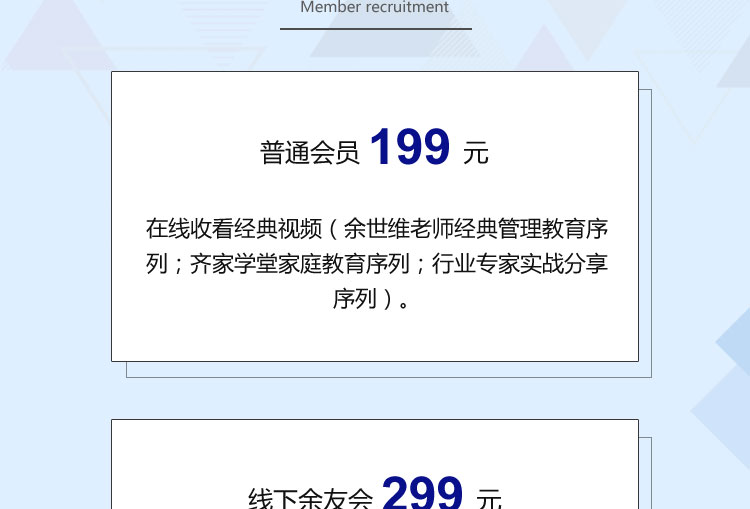 Member recruitment
普通会员 199 元
在线收看经典视频（余世维老师经典管理教育序
列；齐家学堂家庭教育序列；行业专家实战分享
序列）。
线下余友会 299 元